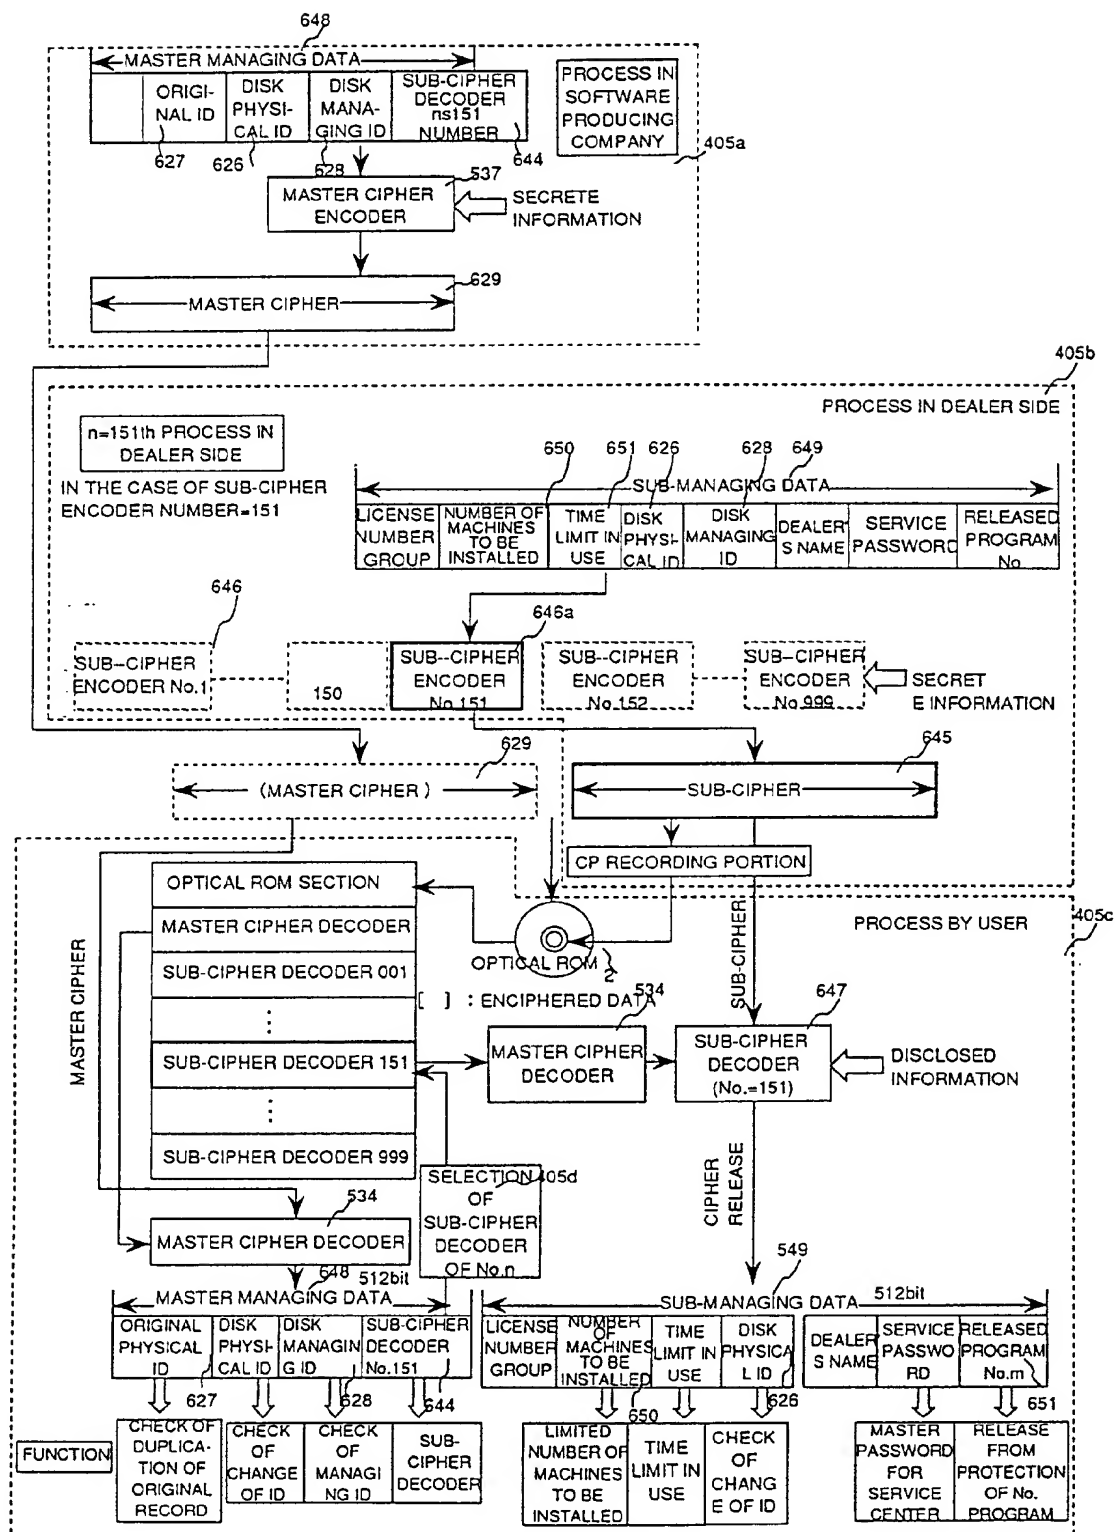 648
MASTER MANAGING DATA
ORIGI-
NAL ID
DISK
PHYSI-
CAL ID
DISK
MANA-
GING ID
SUB-CIPHER
DECODER
ns151
NUMBER
PROCESS IN
SOFTWARE
PRODUCING
COMPANY
627
626
628
644
405a
537
MASTER CIPHER
ENCODER
SECRETE
INFORMATION
629
MASTER CIPHER
405b
PROCESS IN DEALER SIDE
n=151th PROCESS IN
DEALER SIDE
IN THE CASE OF SUB-CIPHER
ENCODER NUMBER=151
650
651
626
628
649
SUB-MANAGING DATA
LICENSE
NUMBER
GROUP
NUMBER OF
MACHINES
TO BE
INSTALLED
TIME
LIMIT IN
USE
DISK
PHYSI-
CAL ID
DISK
MANAGING
ID
DEALER'
S NAME
SERVICE
PASSWORD
RELEASED
PROGRAM
No
646
646a
SUB-CIPHER
ENCODER No.1
150
SUB--CIPHER
ENCODER
No.151
SUB--CIPHER
ENCODER
No.152
SUB-CIPHER
ENCODER
No.999
SECRET
E INFORMATION
629
(MASTER CIPHER)
645
SUB-CIPHER
CP RECORDING PORTION
OPTICAL ROM SECTION
MASTER CIPHER DECODER
SUB-CIPHER DECODER 001
⋮
SUB-CIPHER DECODER 151
⋮
SUB-CIPHER DECODER 999
MASTER CIPHER
OPTICAL ROM
2
[ ] : ENCIPHERED DATA
SUB-CIPHER
PROCESS BY USER
405c
534
MASTER CIPHER
DECODER
647
SUB-CIPHER
DECODER
(No.=151)
DISCLOSED
INFORMATION
SELECTION
405d
OF
SUB-CIPHER
DECODER
OF No.n
CIPHER
RELEASE
534
MASTER CIPHER DECODER
648
512bit
MASTER MANAGING DATA
ORIGINAL
PHYSICAL
ID
DISK
PHYSI-
CAL ID
DISK
MANAGIN
G ID
SUB-CIPHER
DECODER
No.151
627
628
644
549
SUB-MANAGING DATA
512bit
LICENSE
NUMBER
GROUP
NUMBER
OF
MACHINES
TO BE
INSTALLED
TIME
LIMIT IN
USE
DISK
PHYSICA
L ID
DEALER'
S NAME
SERVICE
PASSWO
RD
RELEASED
PROGRAM
No.m
650
626
651
FUNCTION
CHECK OF
DUPLICA-
TION OF
ORIGINAL
RECORD
CHECK
OF
CHANGE
OF ID
CHECK
OF
MANAGI
NG ID
SUB-
CIPHER
DECODER
LIMITED
NUMBER OF
MACHINES
TO BE
INSTALLED
TIME
LIMIT IN
USE
CHECK
OF
CHANG
E OF ID
MASTER
PASSWORD
FOR
SERVICE
CENTER
RELEASE
FROM
PROTECTION
OF No.
PROGRAM